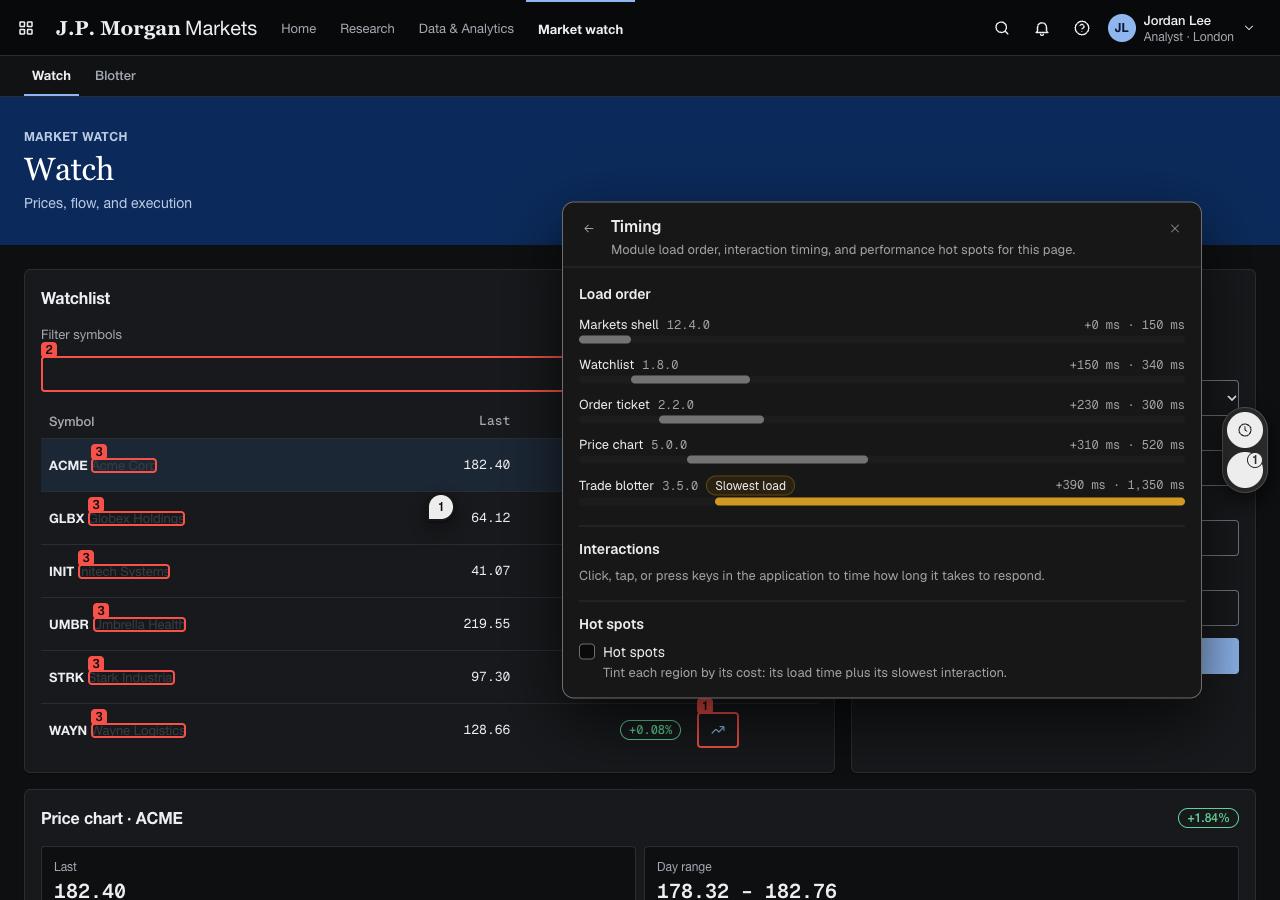 J.P. Morgan Markets
Home
Research
Data & Analytics
Market watch
JL
Jordan Lee
Analyst · London
Watch
Blotter
MARKET WATCH
Watch
Prices, flow, and execution
Watchlist
Filter symbols
2
Symbol
Last
ACME
3
Acme Corp
182.40
GLBX
3
Globex Holdings
64.12
1
INIT
3
Initech Systems
41.07
UMBR
3
Umbrella Health
219.55
STRK
3
Stark Industrial
97.30
WAYN
3
Wayne Logistics
128.66
+0.08%
1
Timing
Module load order, interaction timing, and performance hot spots for this page.
Load order
Markets shell 12.4.0
+0 ms · 150 ms
Watchlist 1.8.0
+150 ms · 340 ms
Order ticket 2.2.0
+230 ms · 300 ms
Price chart 5.0.0
+310 ms · 520 ms
Trade blotter 3.5.0 Slowest load
+390 ms · 1,350 ms
Interactions
Click, tap, or press keys in the application to time how long it takes to respond.
Hot spots
Hot spots
Tint each region by its cost: its load time plus its slowest interaction.
1
Price chart · ACME
+1.84%
Last
182.40
Day range
178.32 – 182.76